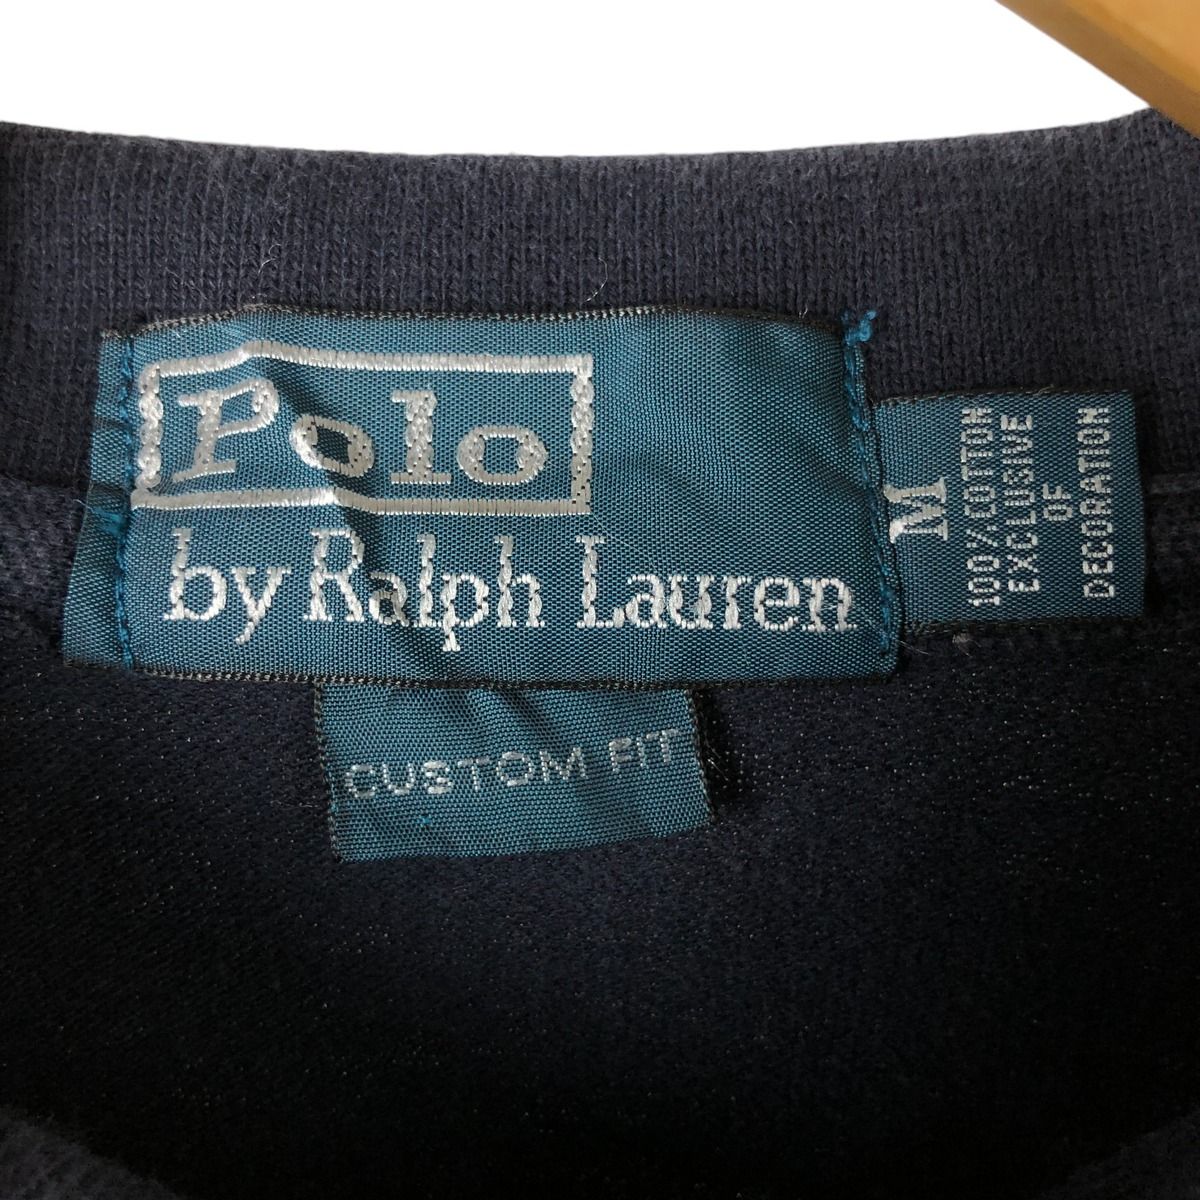 Polo
by Ralph Lauren
CUSTOM FIT
M
100% COTTON
EXCLUSIVE
OF
DECORATION